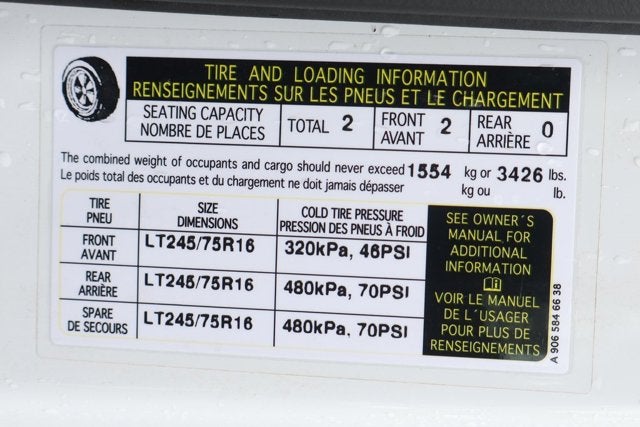 TIRE AND LOADING INFORMATION
RENSEIGNEMENTS SUR LES PNEUS ET LE CHARGEMENT
SEATING CAPACITY
NOMBRE DE PLACES
TOTAL 2
FRONT
AVANT 2
REAR
ARRIÈRE 0
The combined weight of occupants and cargo should never exceed 1554 kg or 3426 lbs.
Le poids total des occupants et du chargement ne doit jamais dépasser kg ou lb.
TIRE
PNEU
SIZE
DIMENSIONS
COLD TIRE PRESSURE
PRESSION DES PNEUS À FROID
FRONT
AVANT
LT245/75R16
320kPa, 46PSI
REAR
ARRIÈRE
LT245/75R16
480kPa, 70PSI
SPARE
DE SECOURS
LT245/75R16
480kPa, 70PSI
SEE OWNER´S
MANUAL FOR
ADDITIONAL
INFORMATION
VOIR LE MANUEL
DE L´USAGER
POUR PLUS DE
RENSEIGNEMENTS
A 906 584 66 38